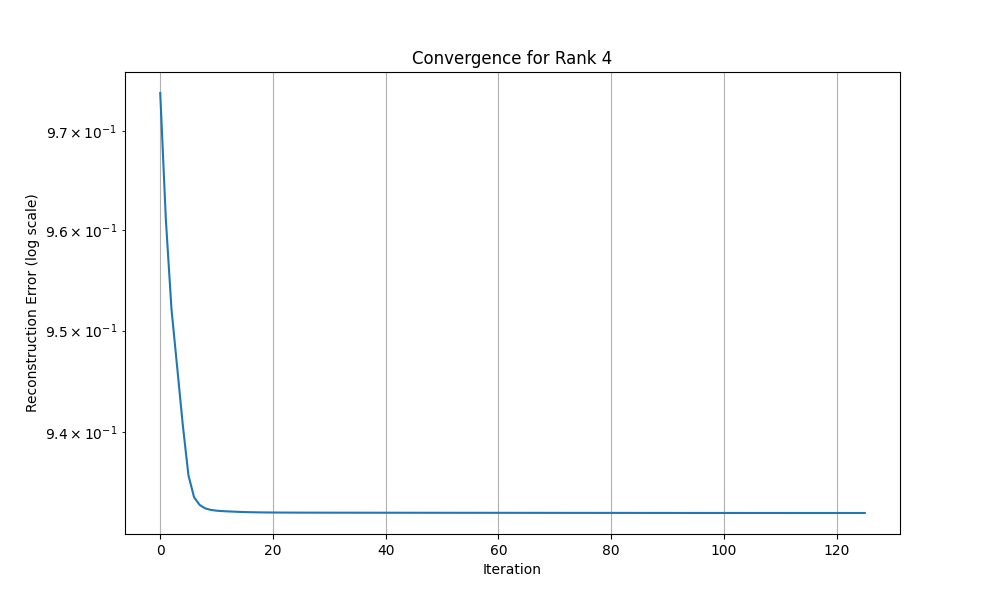 Convergence for Rank 4
Reconstruction Error (log scale)
9.7 × 10⁻¹
9.6 × 10⁻¹
9.5 × 10⁻¹
9.4 × 10⁻¹
0 20 40 60 80 100 120
Iteration